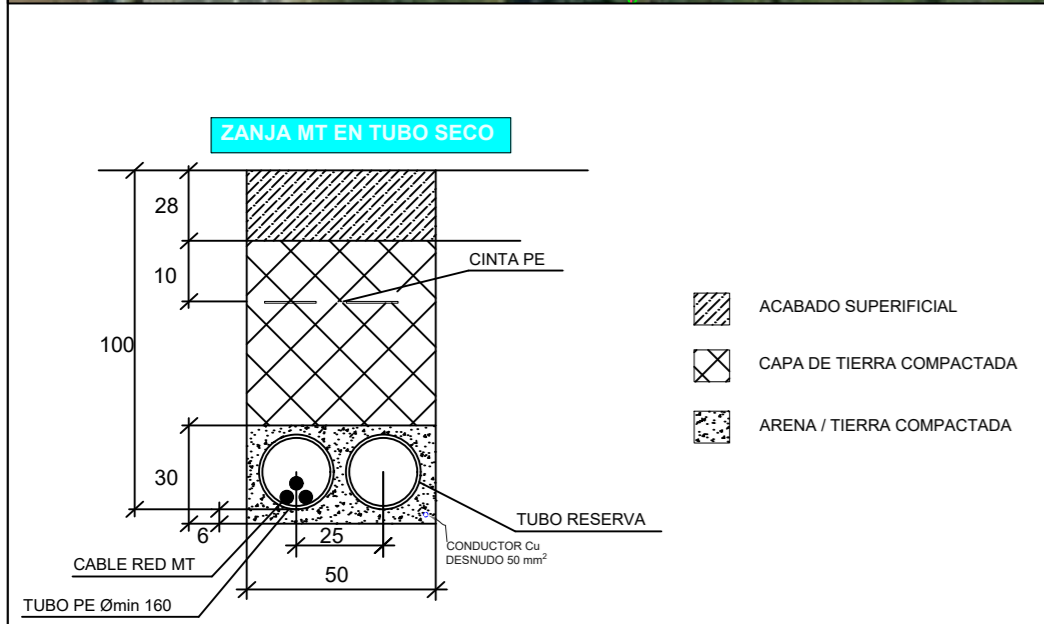 ZANJA MT EN TUBO SECO
28
10
CINTA PE
100
30
6
25
50
TUBO RESERVA
CONDUCTOR Cu
DESNUDO 50 mm²
CABLE RED MT
TUBO PE Ømin 160
ACABADO SUPERIFICIAL
CAPA DE TIERRA COMPACTADA
ARENA / TIERRA COMPACTADA